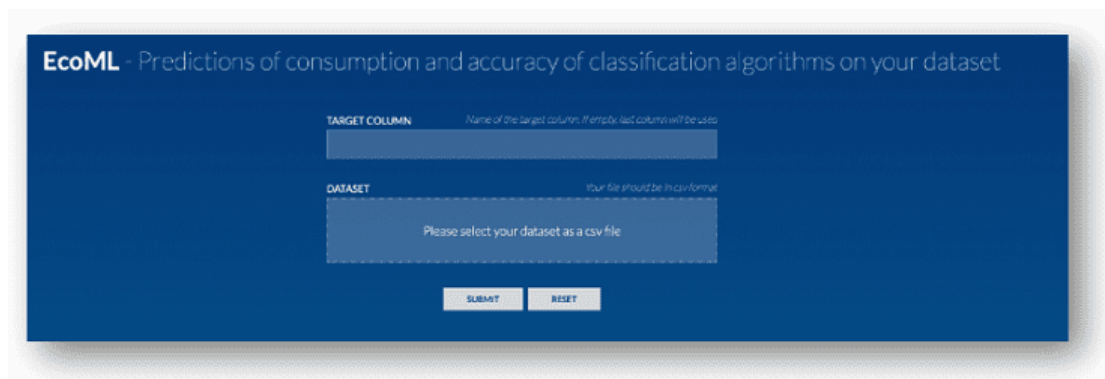 EcoML - Predictions of consumption and accuracy of classification algorithms on your dataset
TARGET COLUMN Name of the target column. If empty, last column will be used
DATASET Your file should be in csv format
Please select your dataset as a csv file
SUBMIT RESET